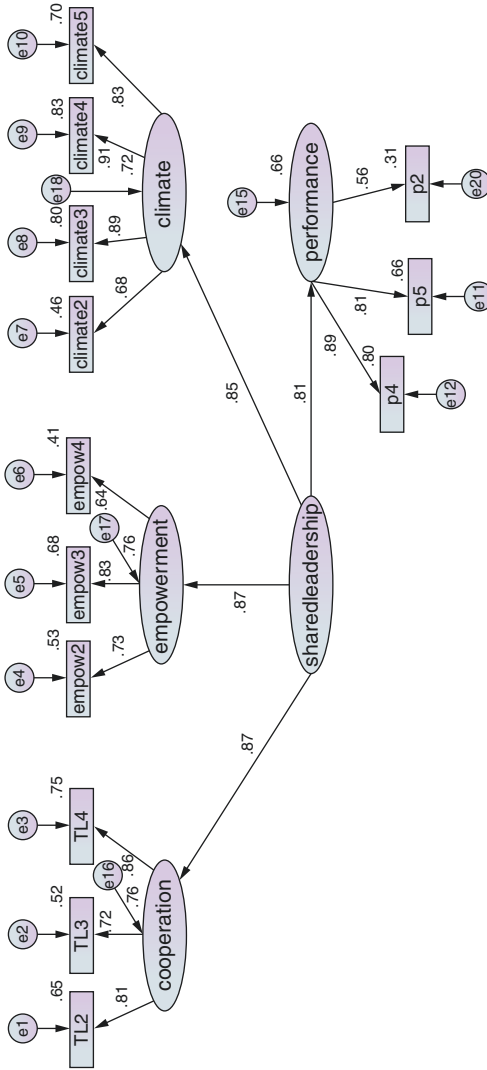 e1
e2
e3
e4
e5
e6
e7
e8
e9
e10
.65
.52
.75
.53
.68
.41
.46
.80
.83
.70
TL2
TL3
TL4
empow2
empow3
empow4
climate2
climate3
climate4
climate5
e16
e17
e18
.81
.72
.86
.76
.73
.83
.64
.76
.68
.89
.91
.72
.83
cooperation
empowerment
climate
.87
.87
.85
e15
.66
sharedleadership
.81
performance
.89
.81
.56
.80
.66
.31
p4
p5
p2
e12
e11
e20